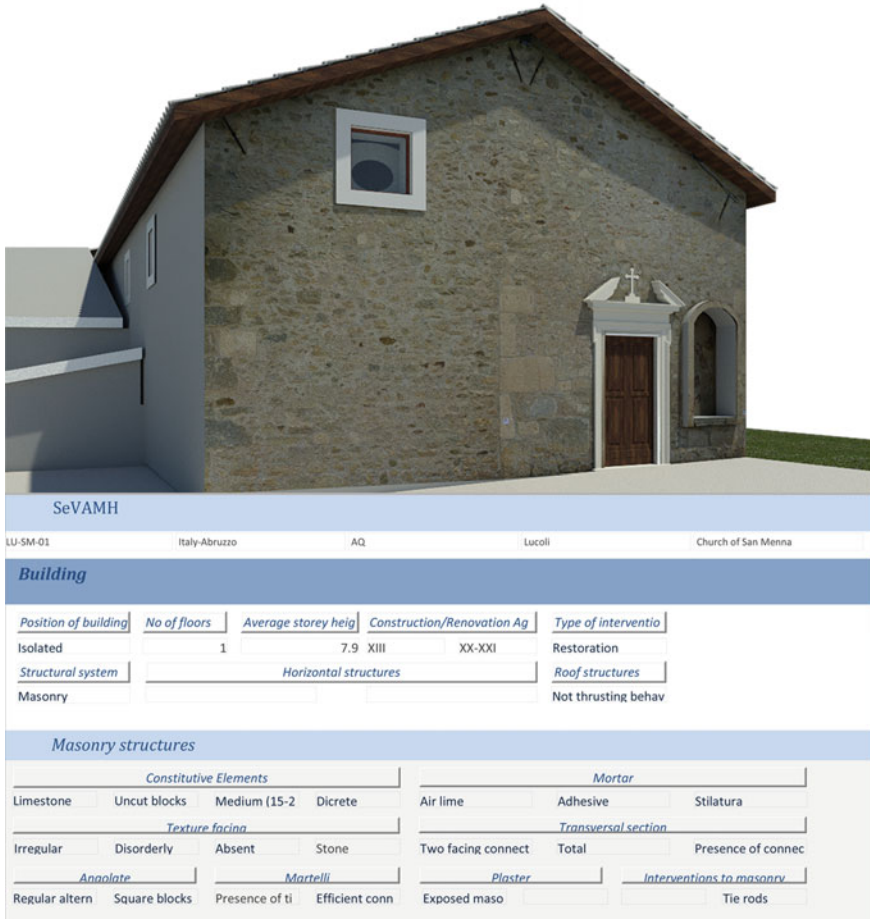 SeVAMH
LU-SM-01 Italy-Abruzzo AQ Lucoli Church of San Menna
Building
Position of building No of floors Average storey heig Construction/Renovation Ag Type of interventio
Isolated 1 7.9 XIII XX-XXI Restoration
Structural system Horizontal structures Roof structures
Masonry Not thrusting behav
Masonry structures
Constitutive Elements Mortar
Limestone Uncut blocks Medium (15-2 Dicrete Air lime Adhesive Stilatura
Texture facing Transversal section
Irregular Disorderly Absent Stone Two facing connect Total Presence of connec
Angolate Martelli Plaster Interventions to masonry
Regular altern Square blocks Presence of ti Efficient conn Exposed maso Tie rods